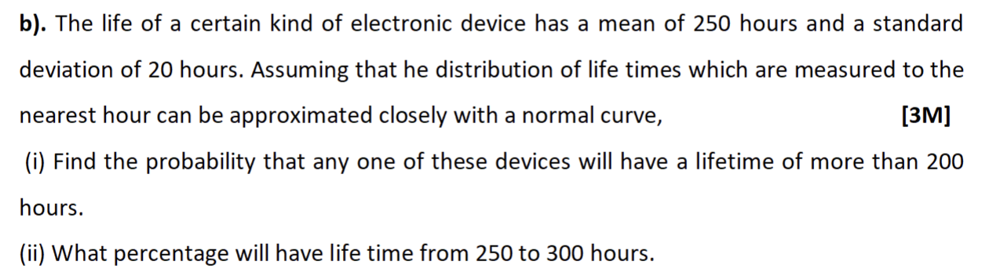 b). The life of a certain kind of electronic device has a mean of 250 hours and a standard
deviation of 20 hours. Assuming that he distribution of life times which are measured to the
nearest hour can be approximated closely with a normal curve, [3M]
(i) Find the probability that any one of these devices will have a lifetime of more than 200
hours.
(ii) What percentage will have life time from 250 to 300 hours.